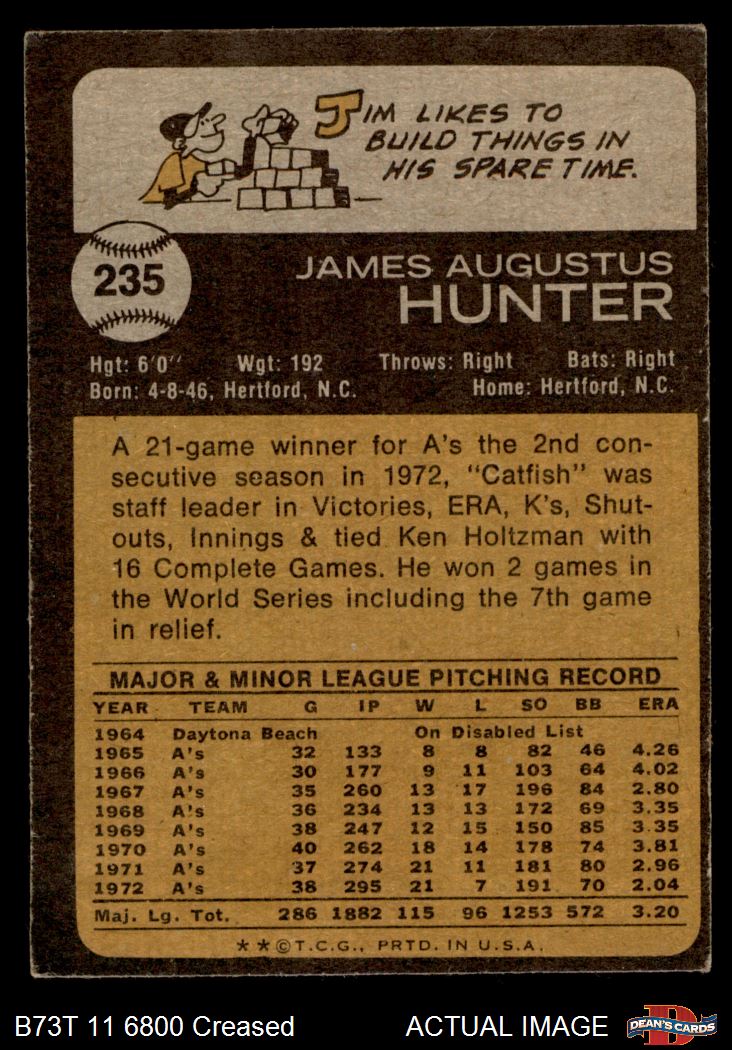 JIM LIKES TO
BUILD THINGS IN
HIS SPARE TIME.
235
JAMES AUGUSTUS
HUNTER
Hgt: 6'0" Wgt: 192 Throws: Right Bats: Right
Born: 4-8-46, Hertford, N.C. Home: Hertford, N.C.
A 21-game winner for A's the 2nd con-
secutive season in 1972, "Catfish" was
staff leader in Victories, ERA, K's, Shut-
outs, Innings & tied Ken Holtzman with
16 Complete Games. He won 2 games in
the World Series including the 7th game
in relief.
MAJOR & MINOR LEAGUE PITCHING RECORD
YEAR TEAM G IP W L SO BB ERA
1964 Daytona Beach On Disabled List
1965 A's 32 133 8 8 82 46 4.26
1966 A's 30 177 9 11 103 64 4.02
1967 A's 35 260 13 17 196 84 2.80
1968 A's 36 234 13 13 172 69 3.35
1969 A's 38 247 12 15 150 85 3.35
1970 A's 40 262 18 14 178 74 3.81
1971 A's 37 274 21 11 181 80 2.96
1972 A's 38 295 21 7 191 70 2.04
Maj. Lg. Tot. 286 1882 115 96 1253 572 3.20
**©T.C.G., PRTD. IN U.S.A.
B73T 11 6800 Creased ACTUAL IMAGE DEAN'S CARDS